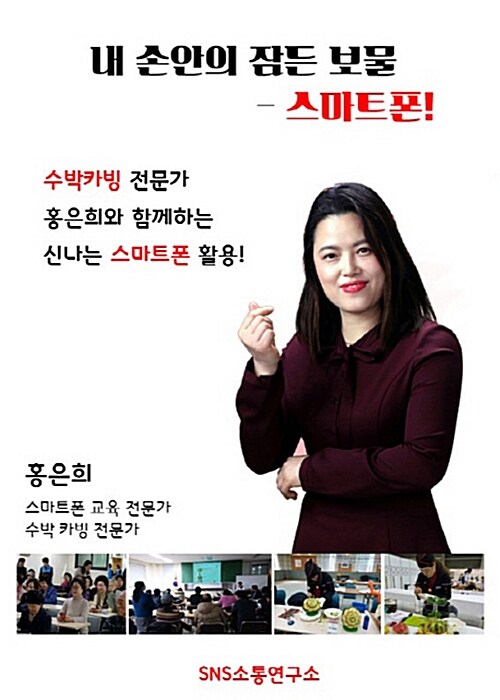 내 손안의 잠든 보물
- 스마트폰!
수박카빙 전문가
홍은희와 함께하는
신나는 스마트폰 활용!
홍은희
스마트폰 교육 전문가
수박 카빙 전문가
SNS소통연구소